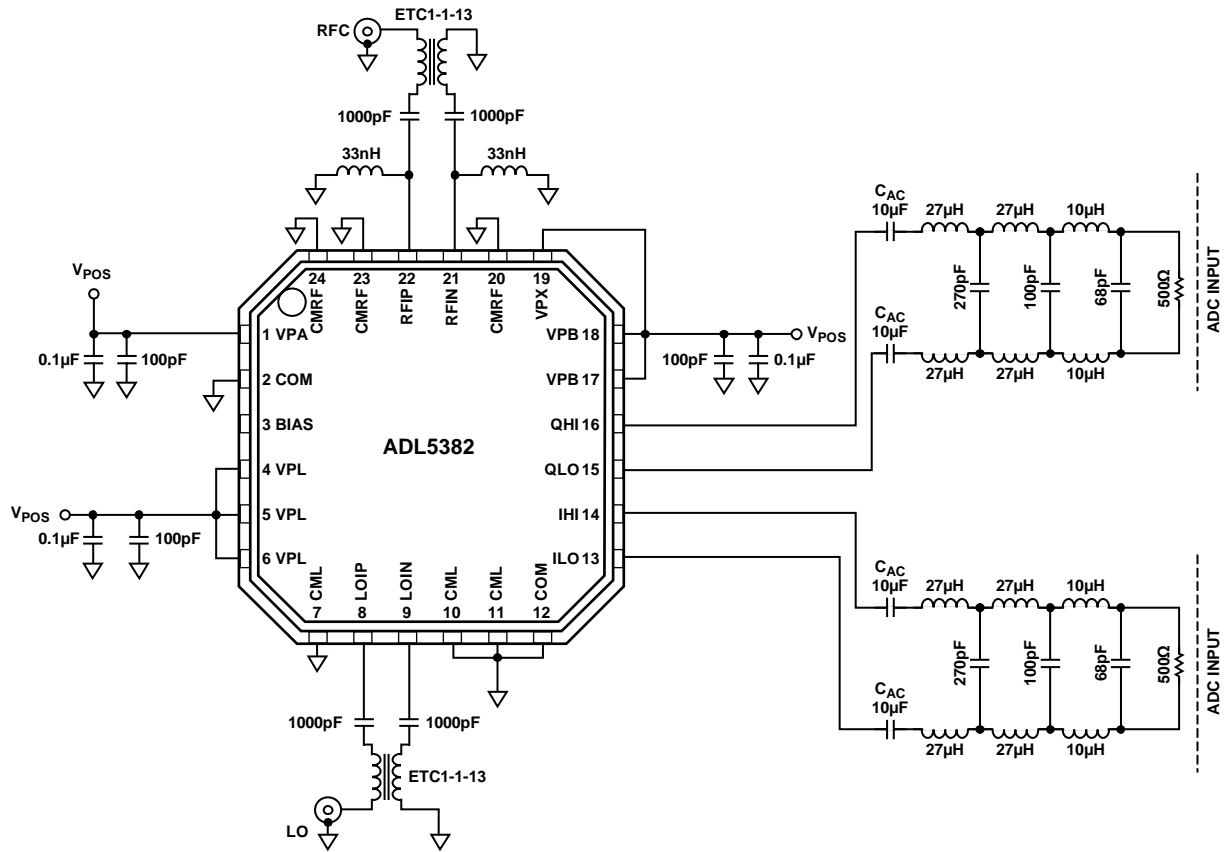 ETC1-1-13
RFC
1000pF
1000pF
33nH
33nH
24
23
22
21
20
19
CMRF
CMRF
RFIP
RFIN
CMRF
VPX
VPOS
1 VPA
0.1µF
100pF
2 COM
3 BIAS
4 VPL
VPOS
5 VPL
0.1µF
100pF
6 VPL
ADL5382
VPB 18
VPOS
100pF
0.1µF
VPB 17
QHI 16
QLO 15
IHI 14
ILO 13
CML
LOIP
LOIN
CML
CML
COM
7
8
9
10
11
12
1000pF
1000pF
ETC1-1-13
LO
CAC
10µF
27µH
27µH
10µH
270pF
100pF
68pF
500Ω
ADC INPUT
CAC
10µF
27µH
27µH
10µH
CAC
10µF
27µH
27µH
10µH
270pF
100pF
68pF
500Ω
ADC INPUT
CAC
10µF
27µH
27µH
10µH